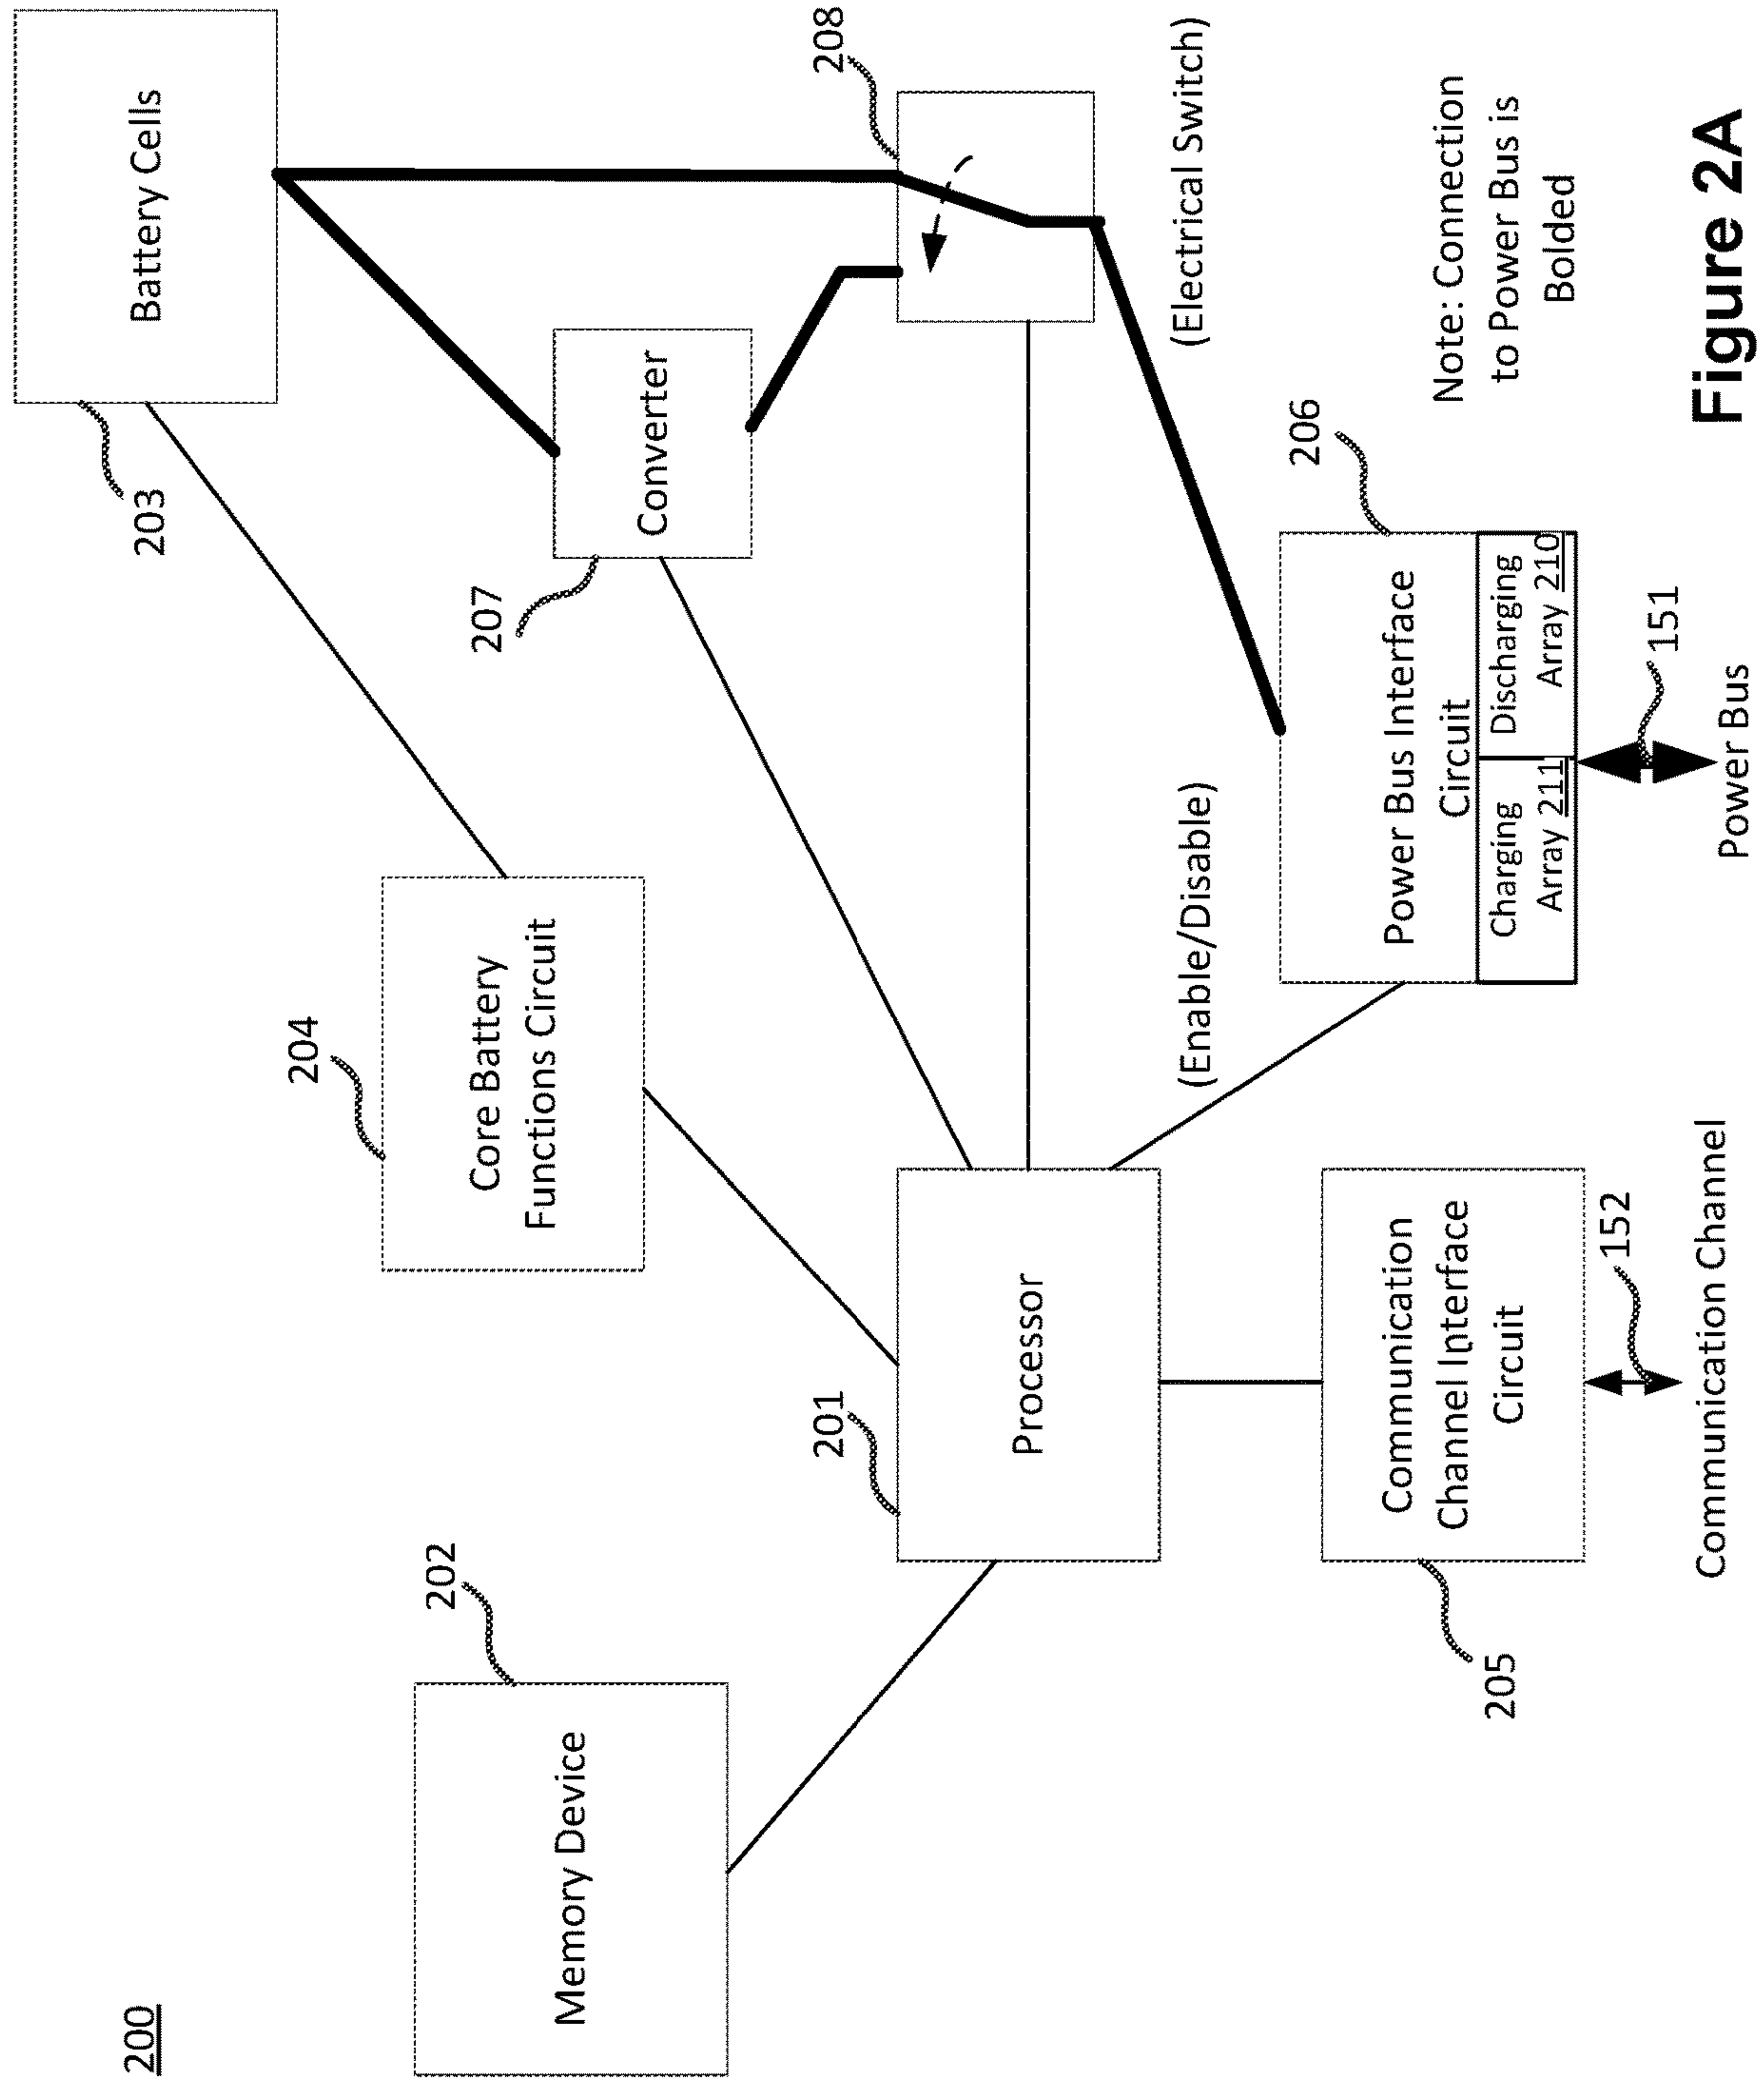 200
202
Memory Device
204
Core Battery
Functions Circuit
203
Battery Cells
207
Converter
201
Processor
208
(Electrical Switch)
(Enable/Disable)
205
Communication
Channel Interface
Circuit
152
Communication Channel
206
Power Bus Interface
Circuit
Charging
Array 211
Discharging
Array 210
151
Power Bus
Note: Connection
to Power Bus is
Bolded
Figure 2A